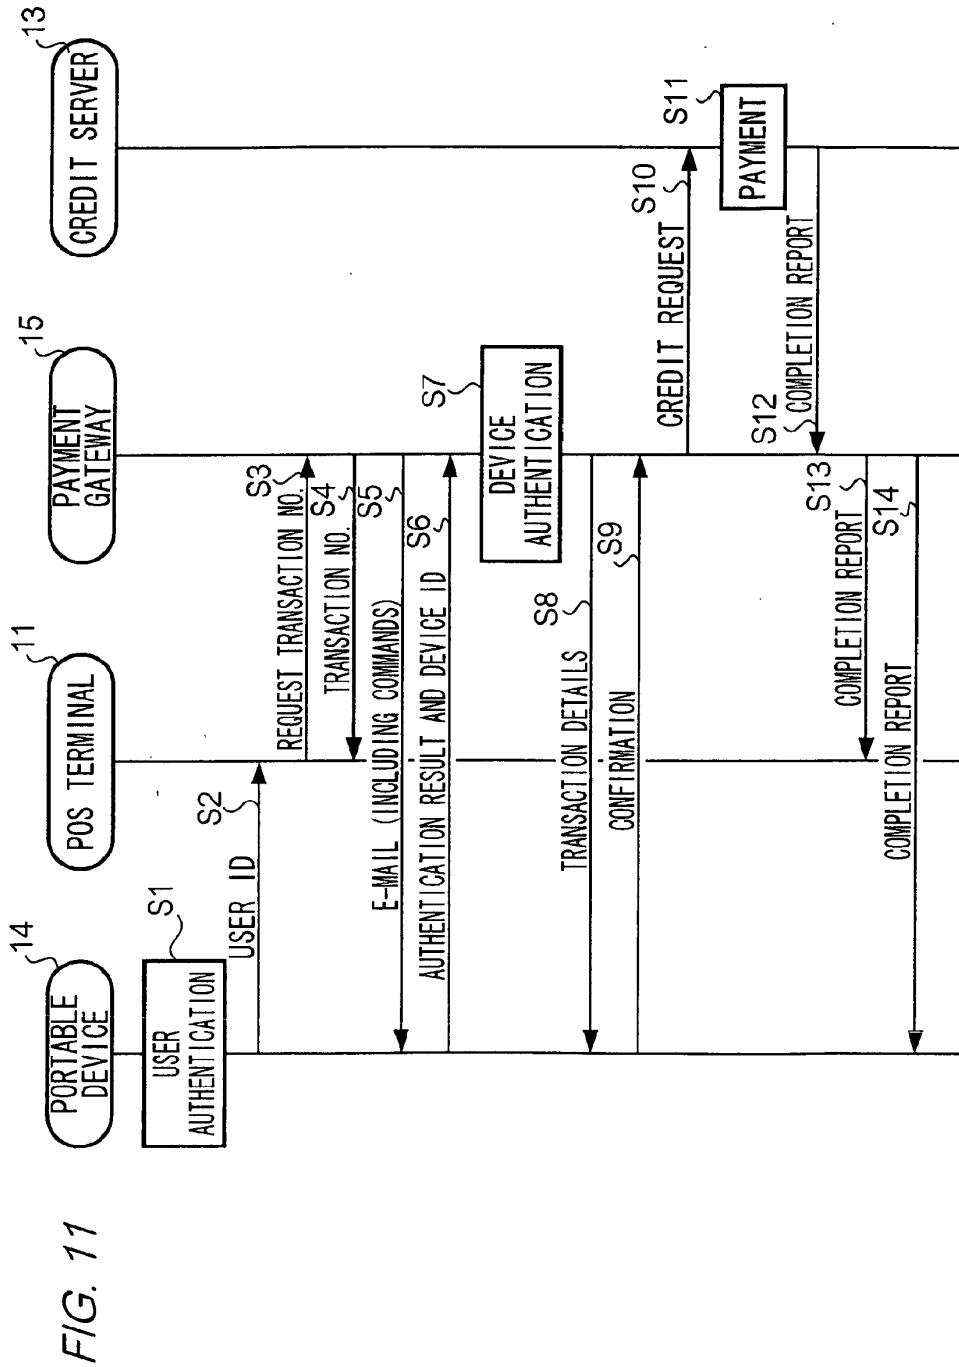 FIG. 11
PORTABLE
DEVICE
14
POS TERMINAL
11
PAYMENT
GATEWAY
15
CREDIT SERVER
13
USER
AUTHENTICATION
S1
USER ID
S2
REQUEST TRANSACTION NO.
S3
TRANSACTION NO.
S4
E-MAIL (INCLUDING COMMANDS)
S5
AUTHENTICATION RESULT AND DEVICE ID
S6
DEVICE
AUTHENTICATION
S7
TRANSACTION DETAILS
S8
CONFIRMATION
S9
CREDIT REQUEST
S10
PAYMENT
S11
COMPLETION REPORT
S12
COMPLETION REPORT
S13
COMPLETION REPORT
S14